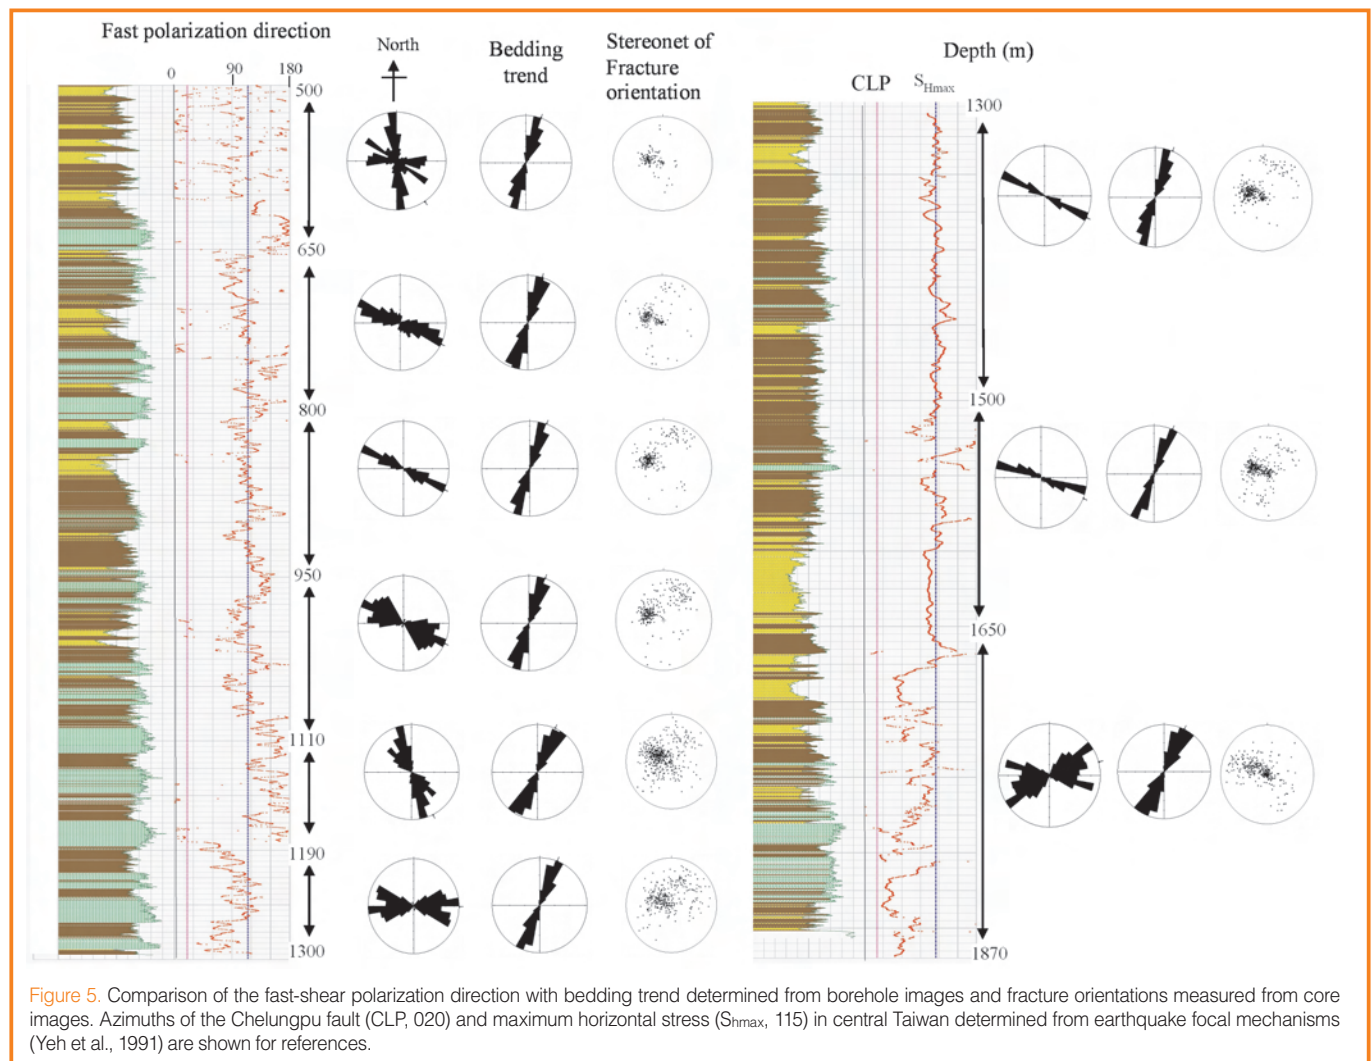 Fast polarization direction
0 90 180
North
Bedding
trend
Stereonet of
Fracture
orientation
500
650
800
950
1110
1190
1300
Depth (m)
CLP SHmax
1300
1500
1650
1870
Figure 5. Comparison of the fast-shear polarization direction with bedding trend determined from borehole images and fracture orientations measured from core
images. Azimuths of the Chelungpu fault (CLP, 020) and maximum horizontal stress (Shmax, 115) in central Taiwan determined from earthquake focal mechanisms
(Yeh et al., 1991) are shown for references.